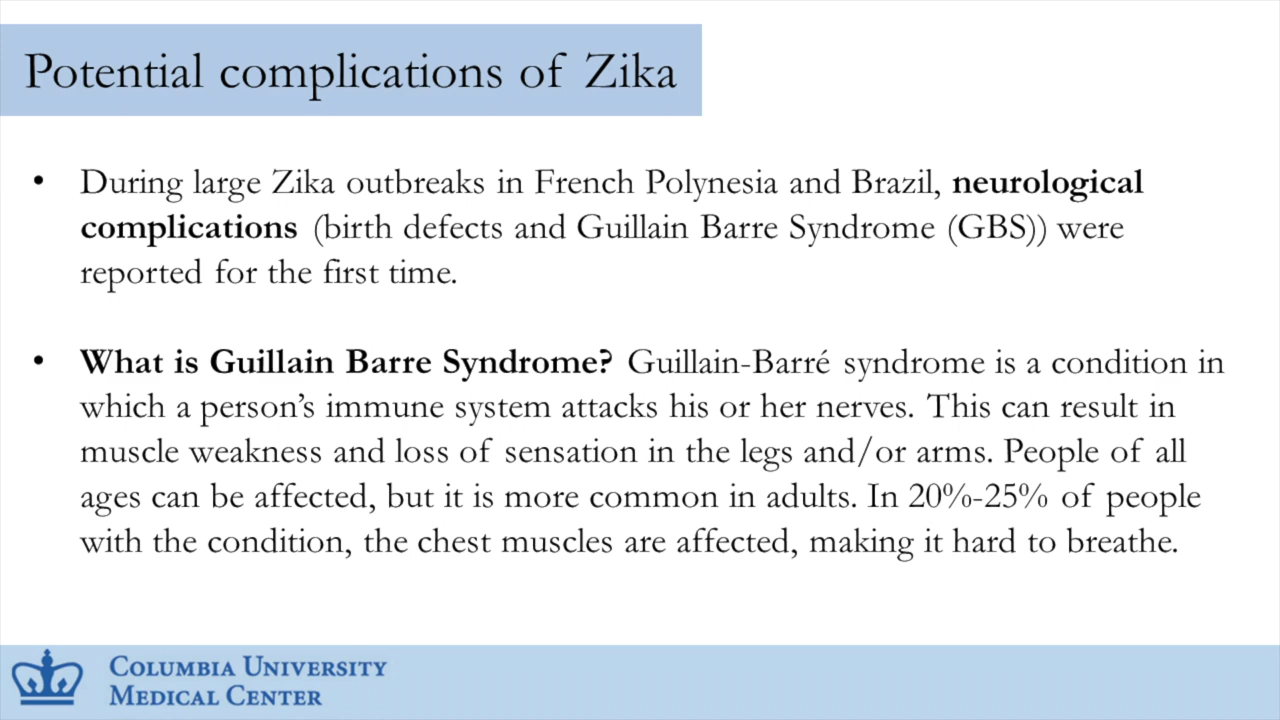 Potential complications of Zika
• During large Zika outbreaks in French Polynesia and Brazil, neurological
complications (birth defects and Guillain Barre Syndrome (GBS)) were
reported for the first time.
• What is Guillain Barre Syndrome? Guillain-Barré syndrome is a condition in
which a person’s immune system attacks his or her nerves. This can result in
muscle weakness and loss of sensation in the legs and/or arms. People of all
ages can be affected, but it is more common in adults. In 20%-25% of people
with the condition, the chest muscles are affected, making it hard to breathe.
COLUMBIA UNIVERSITY
MEDICAL CENTER